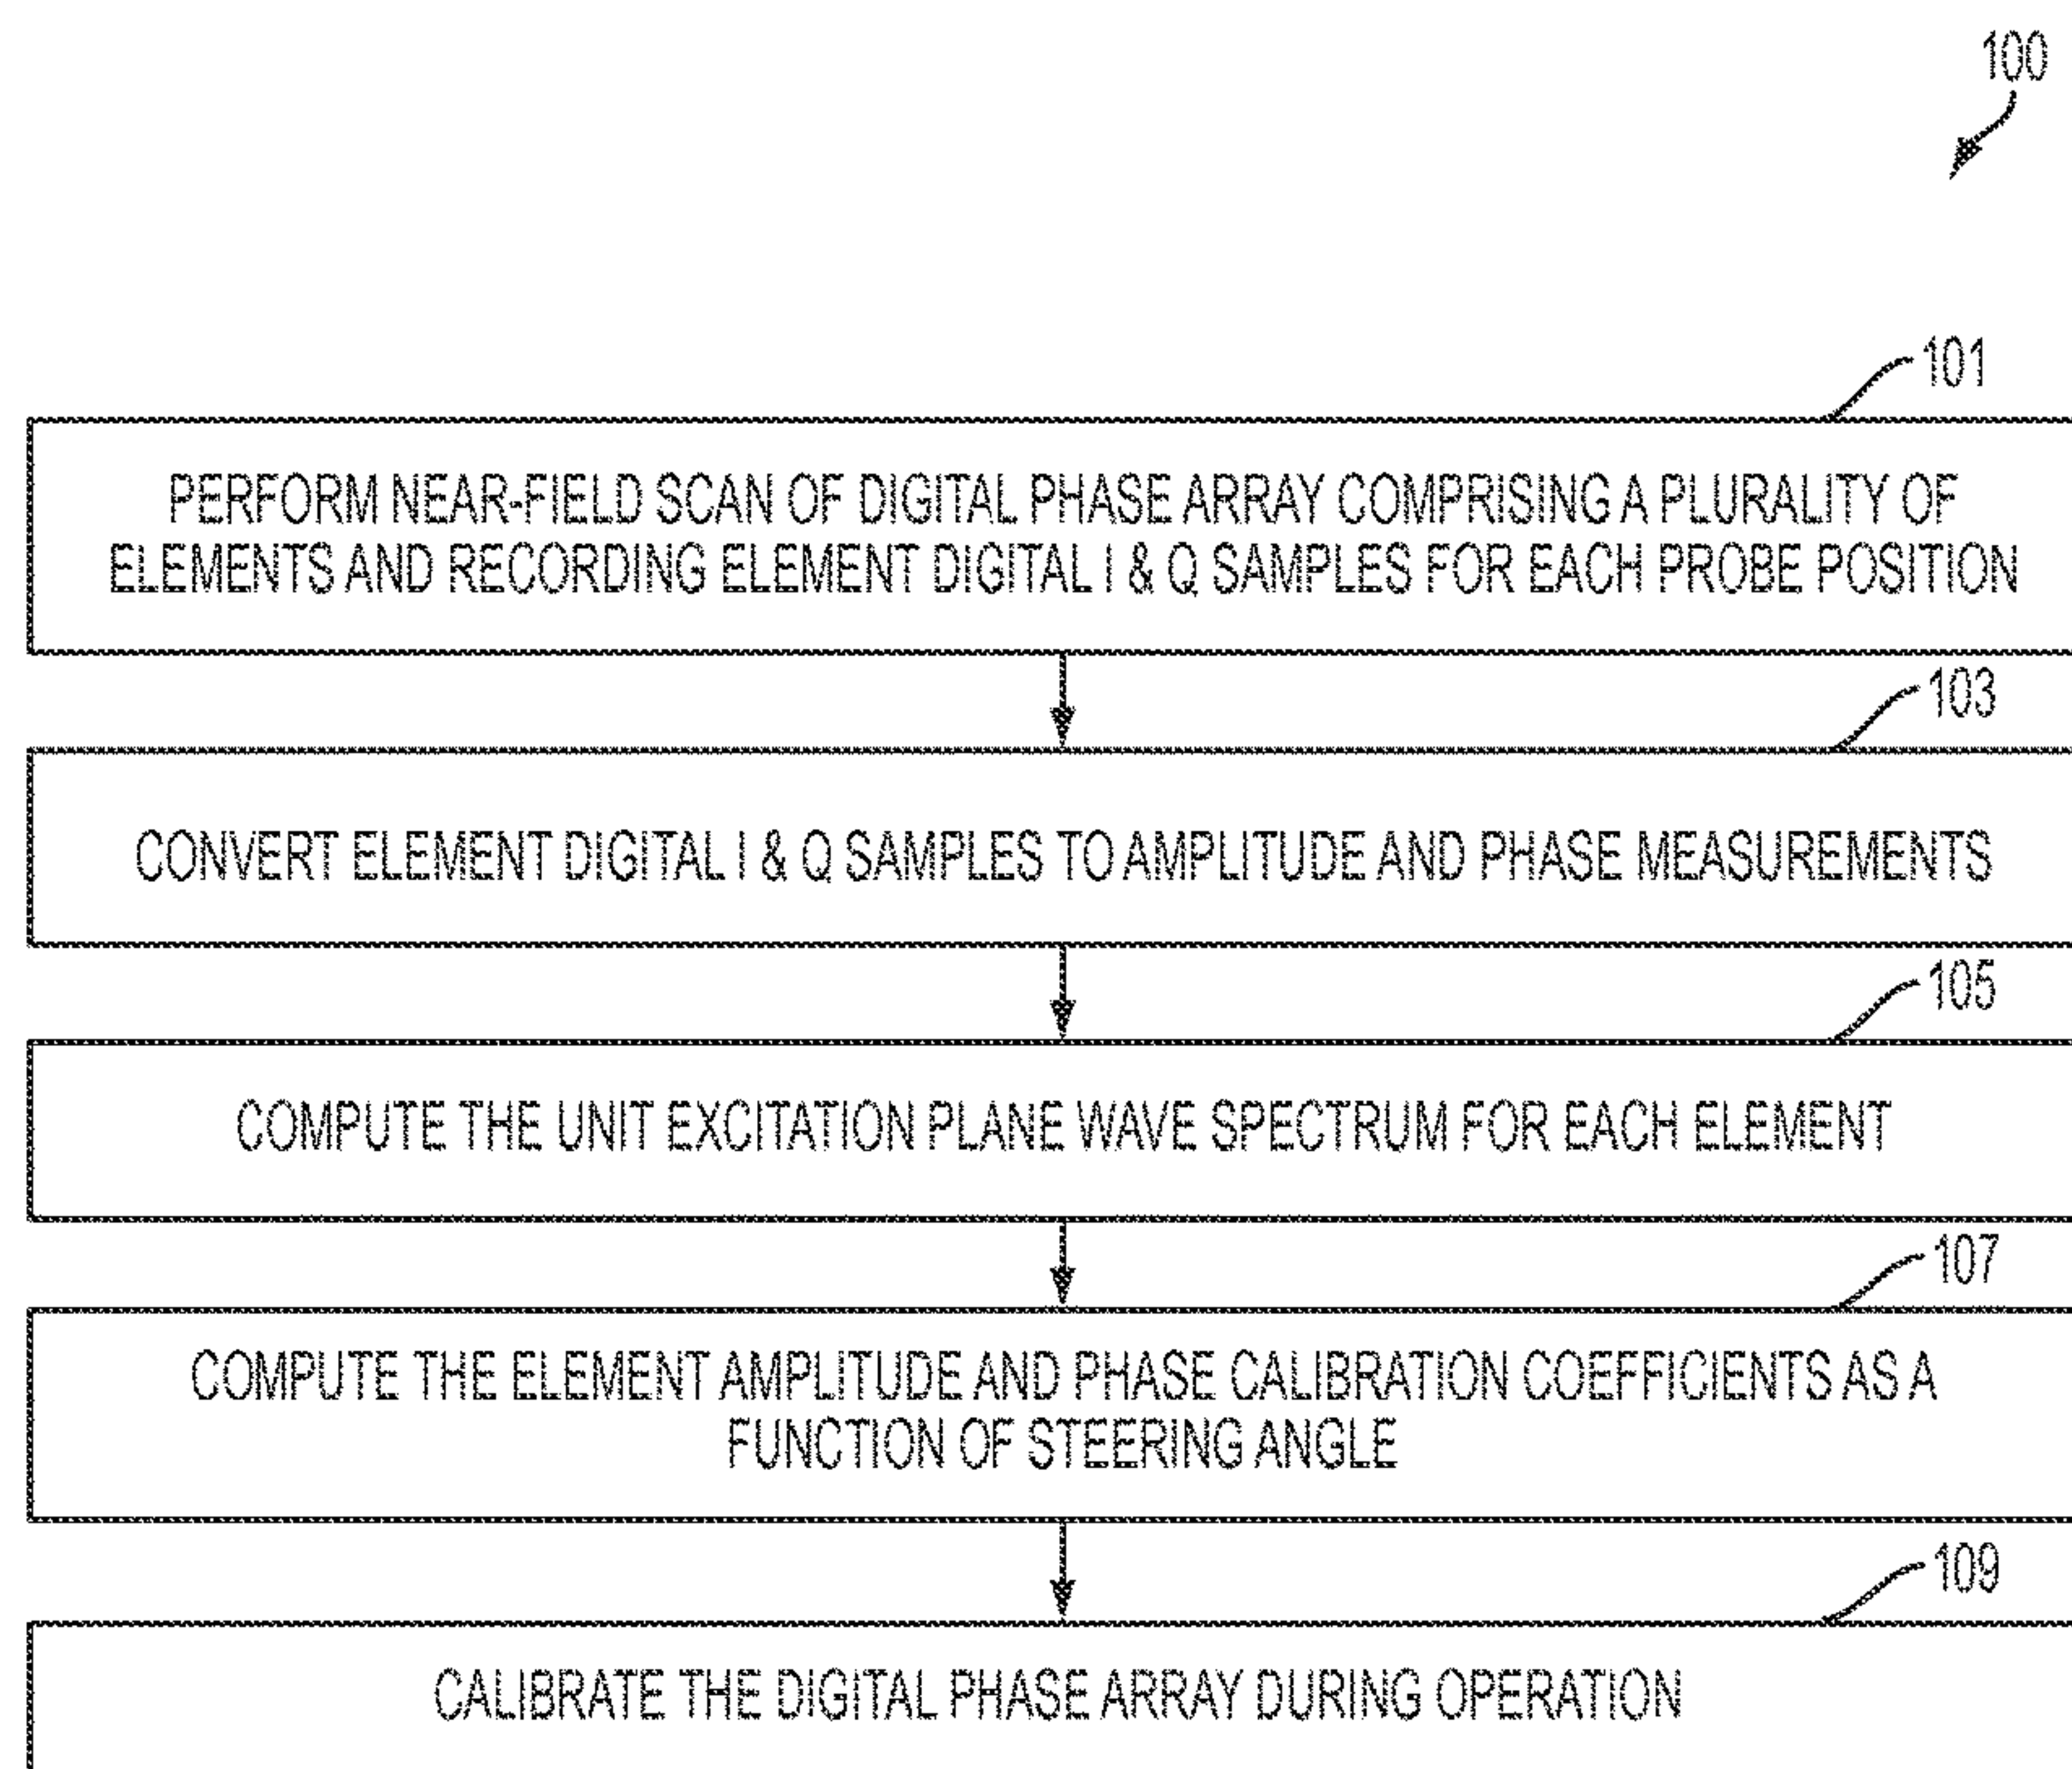 100
101
PERFORM NEAR-FIELD SCAN OF DIGITAL PHASE ARRAY COMPRISING A PLURALITY OF
ELEMENTS AND RECORDING ELEMENT DIGITAL I & Q SAMPLES FOR EACH PROBE POSITION
103
CONVERT ELEMENT DIGITAL I & Q SAMPLES TO AMPLITUDE AND PHASE MEASUREMENTS
105
COMPUTE THE UNIT EXCITATION PLANE WAVE SPECTRUM FOR EACH ELEMENT
107
COMPUTE THE ELEMENT AMPLITUDE AND PHASE CALIBRATION COEFFICIENTS AS A
FUNCTION OF STEERING ANGLE
109
CALIBRATE THE DIGITAL PHASE ARRAY DURING OPERATION